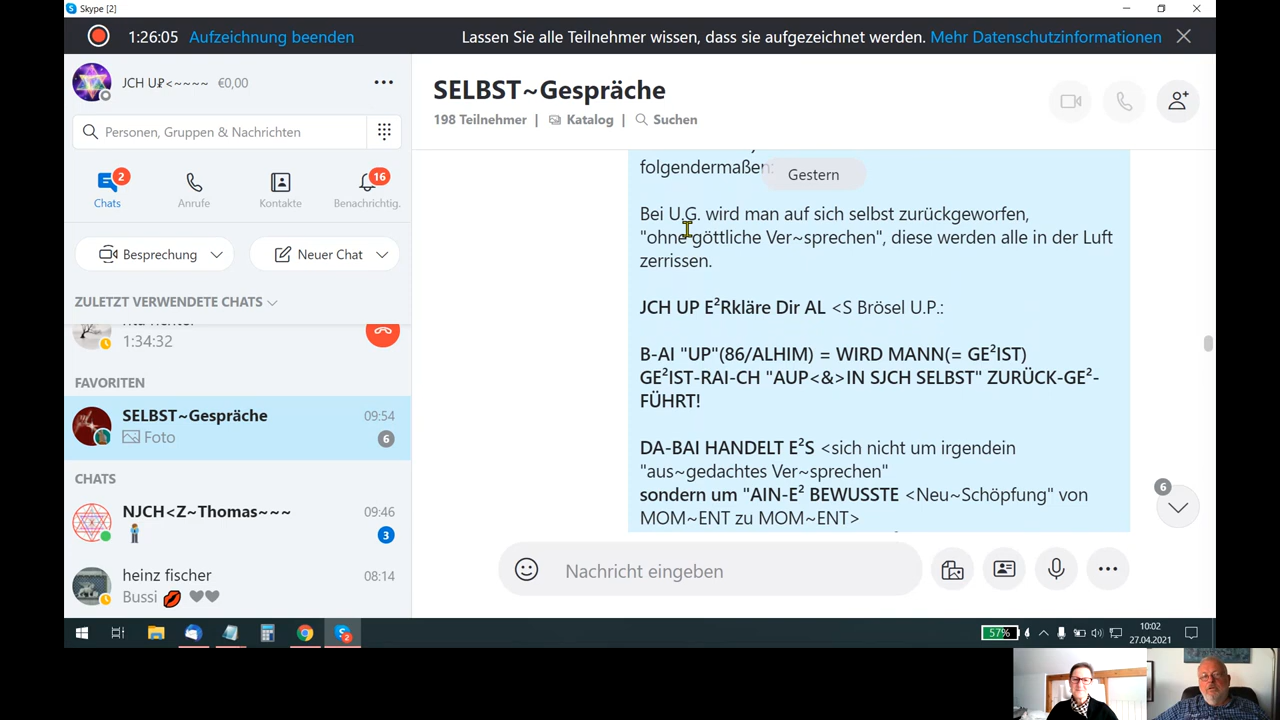 Skype [2]
1:26:05 Aufzeichnung beenden
Lassen Sie alle Teilnehmer wissen, dass sie aufgezeichnet werden. Mehr Datenschutzinformationen
JCH U₽<~~~~ €0,00
Personen, Gruppen & Nachrichten
2
16
Chats
Anrufe
Kontakte
Benachrichtig.
Besprechung
Neuer Chat
ZULETZT VERWENDETE CHATS
1:34:32
FAVORITEN
SELBST~Gespräche 09:54
Foto 6
CHATS
NJCH<Z~Thomas~~~ 09:46
3
heinz fischer 08:14
Bussi
SELBST~Gespräche
198 Teilnehmer | Katalog | Suchen
folgendermaßen:
Gestern
Bei U.G. wird man auf sich selbst zurückgeworfen,
"ohne göttliche Ver~sprechen", diese werden alle in der Luft
zerrissen.
JCH UP E²Rkläre Dir AL <S Brösel U.P.:
B-AI "UP"(86/ALHIM) = WIRD MANN(= GE²IST)
GE²IST-RAI-CH "AUP<&>IN SJCH SELBST" ZURÜCK-GE²-
FÜHRT!
DA-BAI HANDELT E²S <sich nicht um irgendein
"aus~gedachtes Ver~sprechen"
sondern um "AIN-E² BEWUSSTE <Neu~Schöpfung" von
MOM~ENT zu MOM~ENT>
6
Nachricht eingeben
2
57%
10:02
27.04.2021